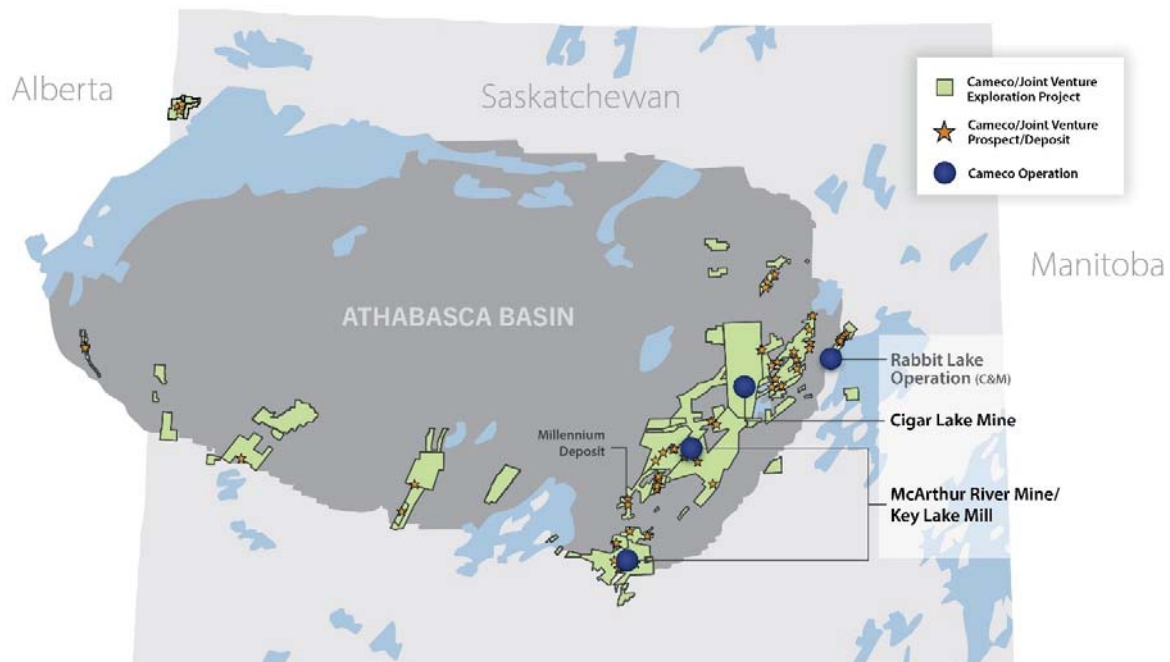 Alberta
Saskatchewan
Cameco/Joint Venture
Exploration Project
Cameco/Joint Venture
Prospect/Deposit
Cameco Operation
Manitoba
ATHABASCA BASIN
Rabbit Lake
Operation (C&M)
Cigar Lake Mine
Millennium
Deposit
McArthur River Mine/
Key Lake Mill